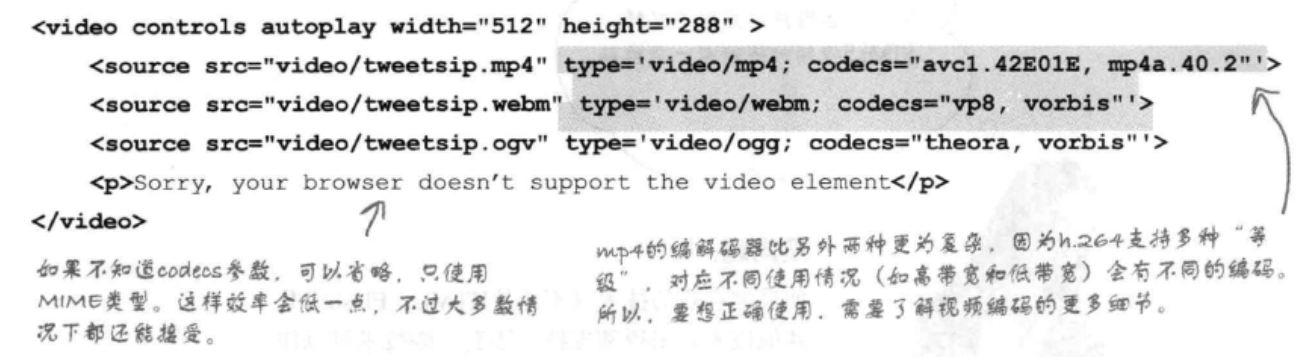 <video controls autoplay width="512" height="288" >
<source src="video/tweetsip.mp4" type='video/mp4; codecs="avc1.42E01E, mp4a.40.2"'>
<source src="video/tweetsip.webm" type='video/webm; codecs="vp8, vorbis"'>
<source src="video/tweetsip.ogv" type='video/ogg; codecs="theora, vorbis"'>
<p>Sorry, your browser doesn't support the video element</p>
</video>
如果不知道codecs参数，可以省略，只使用
MIME类型。这样效率会低一点，不过大多数情
况下都还能接受。
mp4的编解码器比另外两种更为复杂，因为h.264支持多种“等
级”，对应不同使用情况（如高带宽和低带宽）会有不同的编码。
所以，要想正确使用，需要了解视频编码的更多细节。